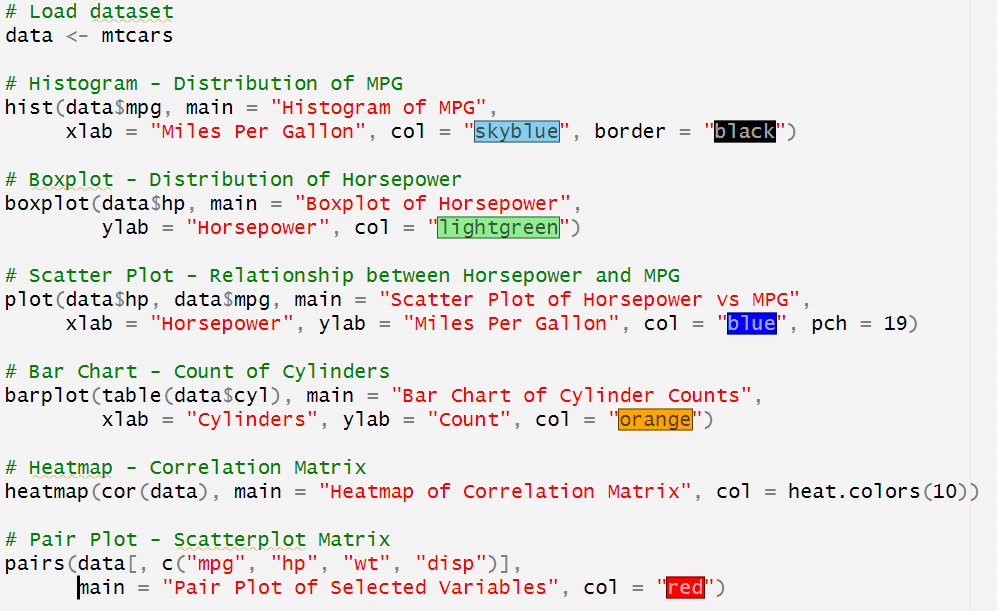 # Load dataset
data <- mtcars
# Histogram - Distribution of MPG
hist(data$mpg, main = "Histogram of MPG",
xlab = "Miles Per Gallon", col = "skyblue", border = "black")
# Boxplot - Distribution of Horsepower
boxplot(data$hp, main = "Boxplot of Horsepower",
ylab = "Horsepower", col = "lightgreen")
# Scatter Plot - Relationship between Horsepower and MPG
plot(data$hp, data$mpg, main = "Scatter Plot of Horsepower vs MPG",
xlab = "Horsepower", ylab = "Miles Per Gallon", col = "blue", pch = 19)
# Bar Chart - Count of Cylinders
barplot(table(data$cyl), main = "Bar Chart of Cylinder Counts",
xlab = "Cylinders", ylab = "Count", col = "orange")
# Heatmap - Correlation Matrix
heatmap(cor(data), main = "Heatmap of Correlation Matrix", col = heat.colors(10))
# Pair Plot - Scatterplot Matrix
pairs(data[, c("mpg", "hp", "wt", "disp")],
main = "Pair Plot of Selected Variables", col = "red")